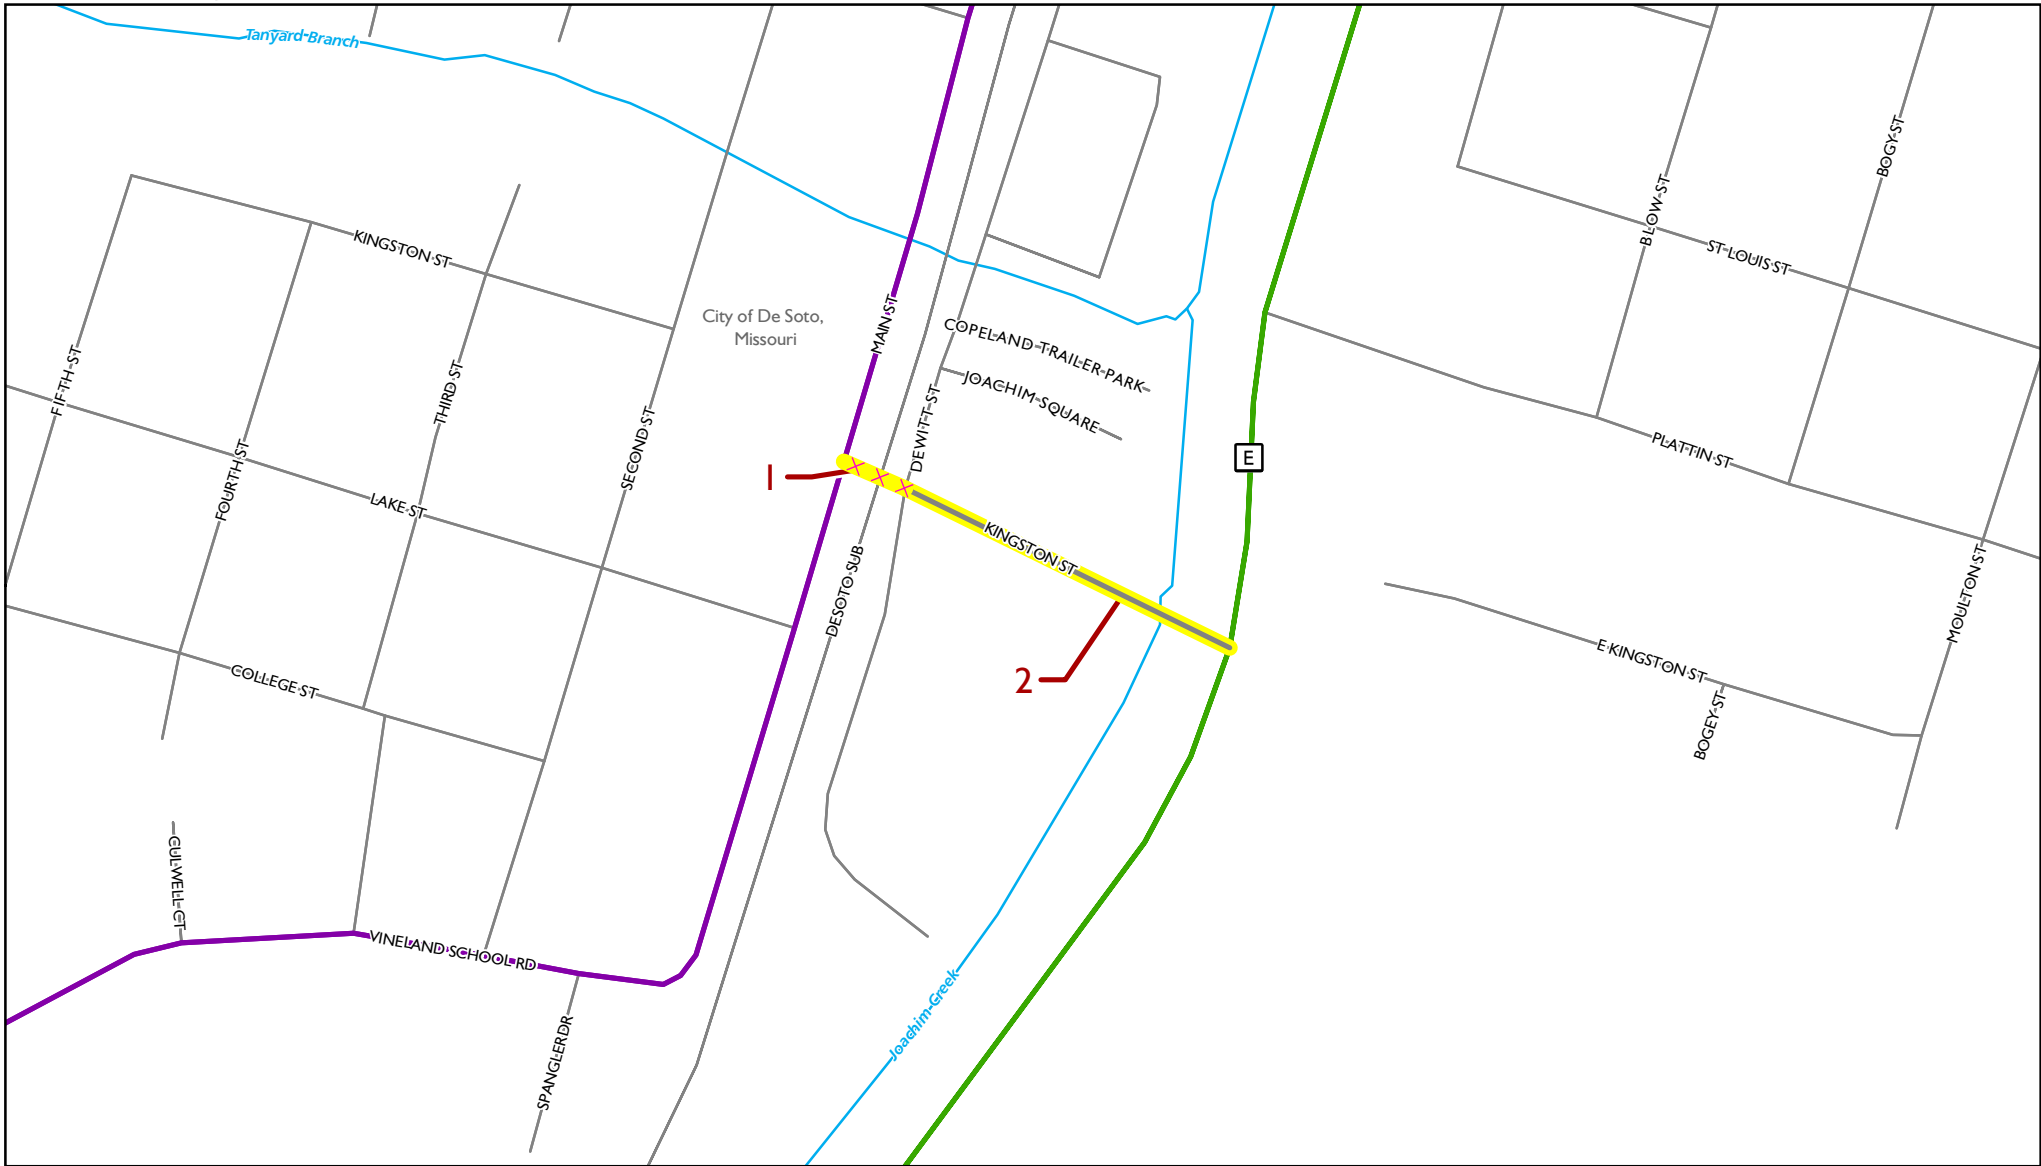 Tanyard Branch
BOGY ST
BLOW ST
KINGSTON ST
ST LOUIS ST
City of De Soto,
Missouri
MAIN ST
COPELAND TRAILER PARK
FIFTH ST
THIRD ST
JOACHIM SQUARE
DEWITT ST
SECOND ST
PLATTIN ST
E
FOURTH ST
1
LAKE ST
KINGSTON ST
DESOTO SUB
MOULTON ST
E KINGSTON ST
COLLEGE ST
2
BOGEY ST
CULWELL CT
VINELAND SCHOOL RD
Joachim Creek
SPANGLER DR